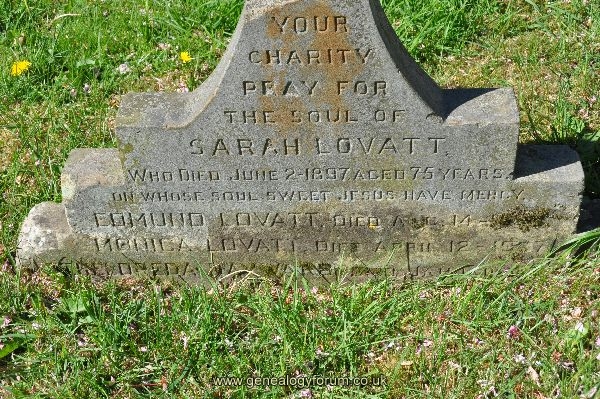 YOUR
CHARITY
PRAY FOR
THE SOUL OF
SARAH LOVATT.
WHO DIED JUNE 2·1897 AGED 75 YEARS.
ON WHOSE SOUL SWEET JESUS HAVE MERCY
EDMUND LOVATT. DIED AUG 14
MONICA LOVATT. DIED APRIL 12
www.genealogyforum.co.uk